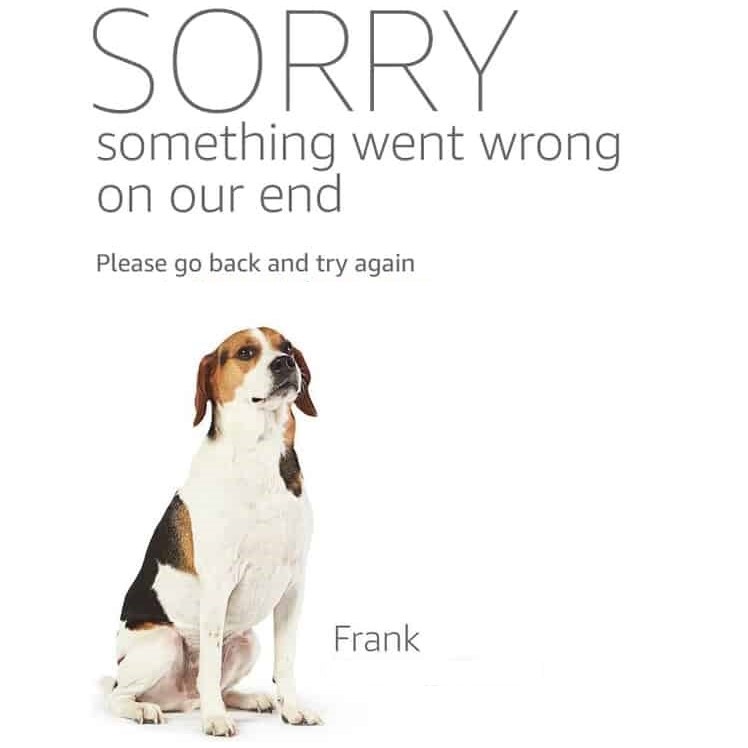 SORRY
something went wrong
on our end
Please go back and try again
Frank